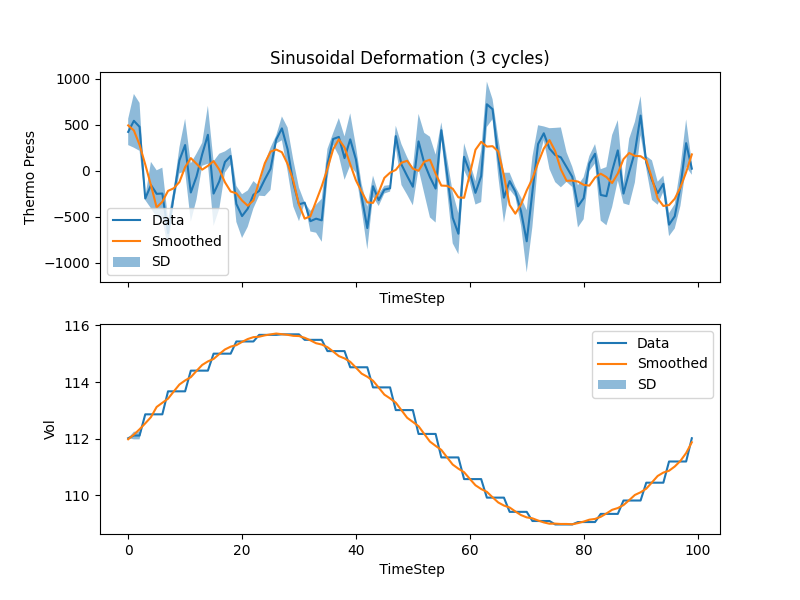 Sinusoidal Deformation (3 cycles)
Thermo Press
1000
500
0
−500
−1000
Data
Smoothed
SD
TimeStep
Vol
116
114
112
110
Data
Smoothed
SD
0
20
40
60
80
100
TimeStep